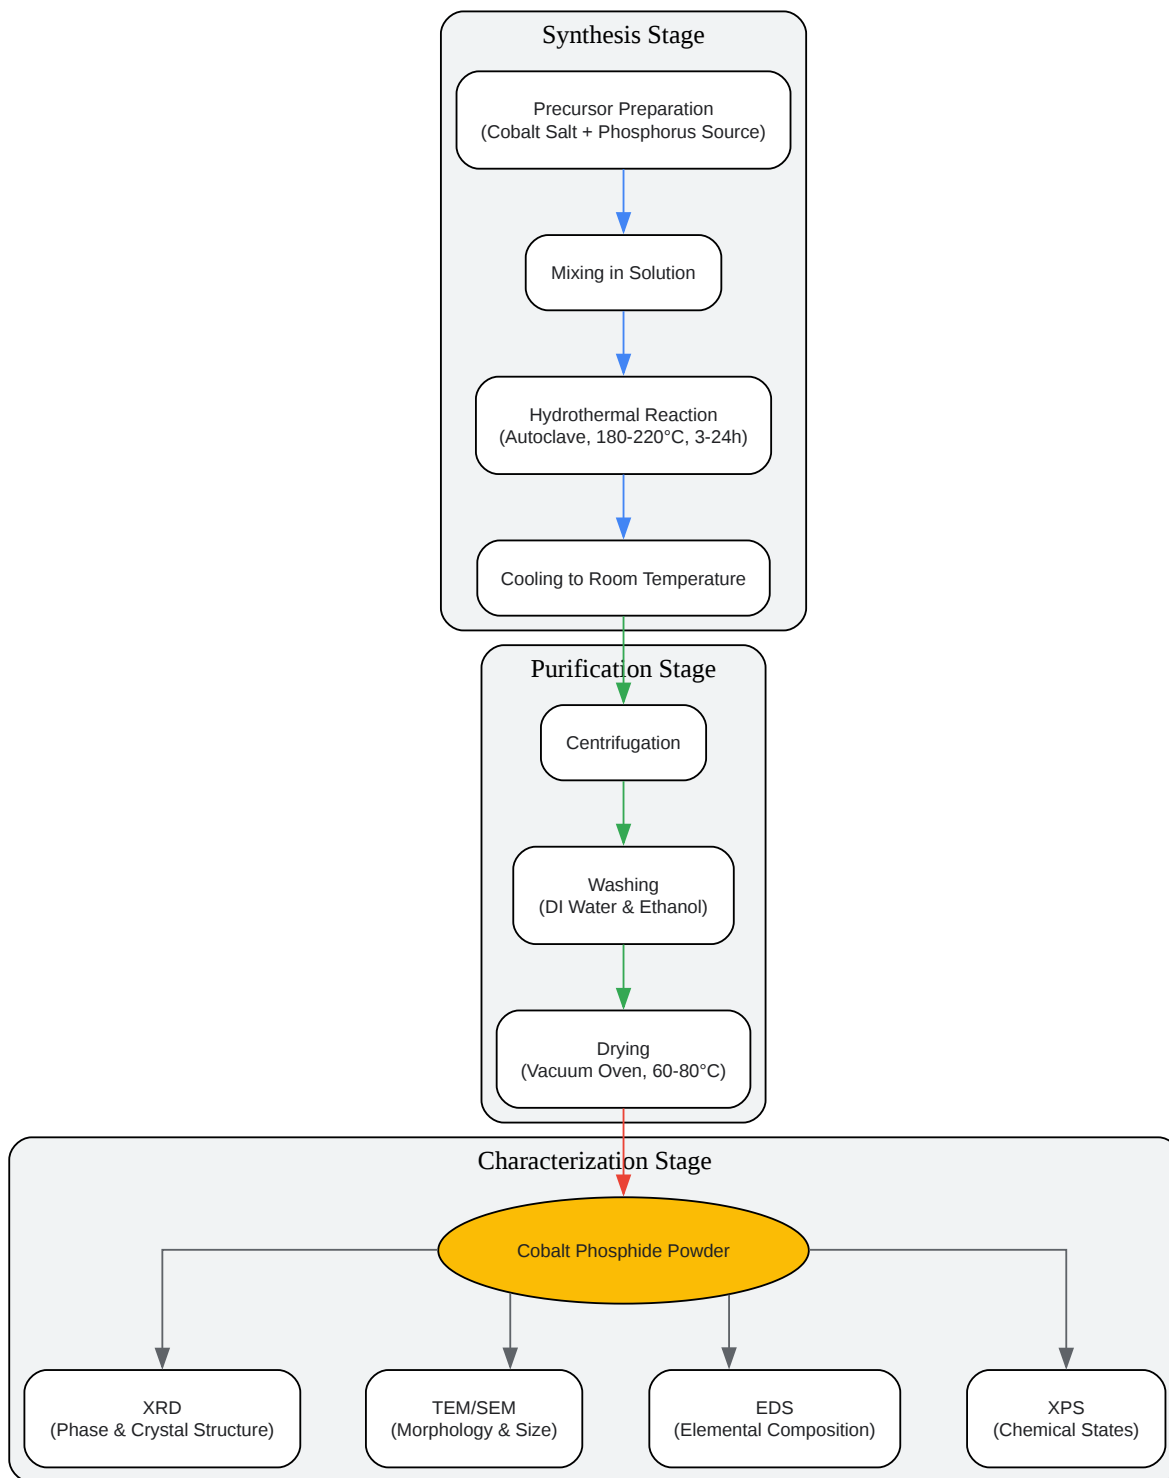 Synthesis Stage
Precursor Preparation
(Cobalt Salt + Phosphorus Source)
Mixing in Solution
Hydrothermal Reaction
(Autoclave, 180-220°C, 3-24h)
Cooling to Room Temperature
Purification Stage
Centrifugation
Washing
(DI Water & Ethanol)
Drying
(Vacuum Oven, 60-80°C)
Characterization Stage
Cobalt Phosphide Powder
XRD
(Phase & Crystal Structure)
TEM/SEM
(Morphology & Size)
EDS
(Elemental Composition)
XPS
(Chemical States)